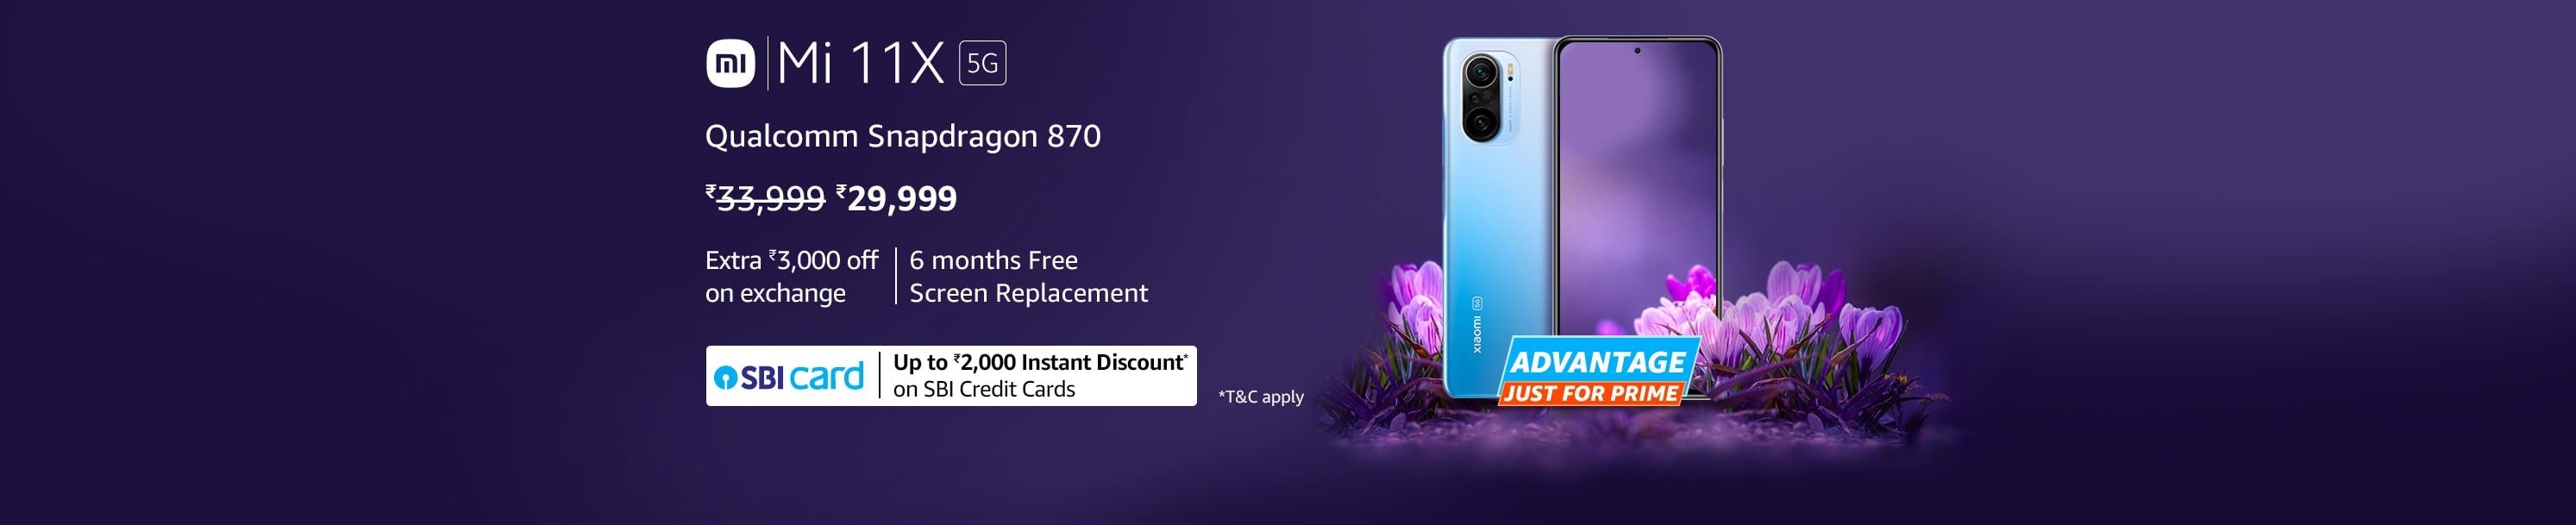 mi Mi 11X 5G
Qualcomm Snapdragon 870
₹33,999 ₹29,999
Extra ₹3,000 off
on exchange
6 months Free
Screen Replacement
SBI card
Up to ₹2,000 Instant Discount*
on SBI Credit Cards
*T&C apply
xiaomi 5G
ADVANTAGE
JUST FOR PRIME